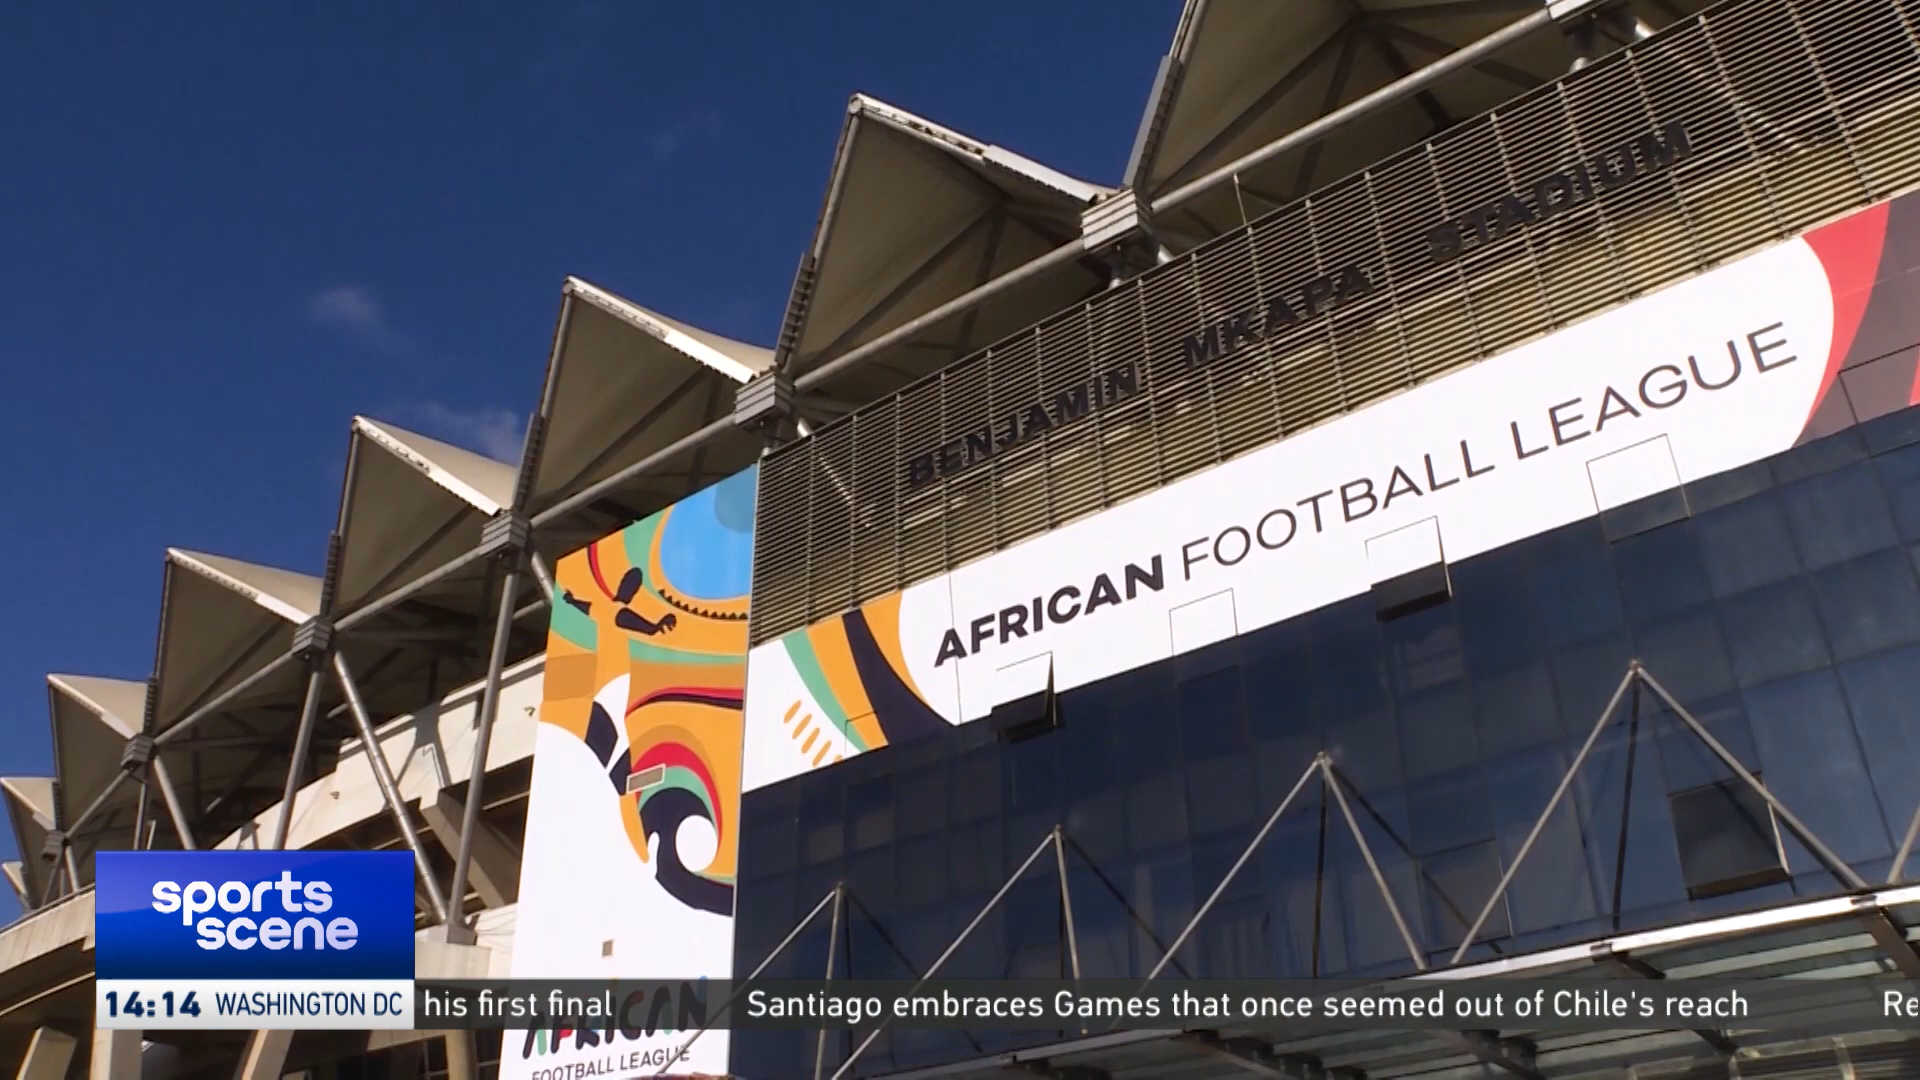 BENJAMIN MKAPA STADIUM
AFRICAN FOOTBALL LEAGUE
sports
scene
14:14 WASHINGTON DC his first final Santiago embraces Games that once seemed out of Chile's reach Re
AFRICAN
FOOTBALL LEAGUE